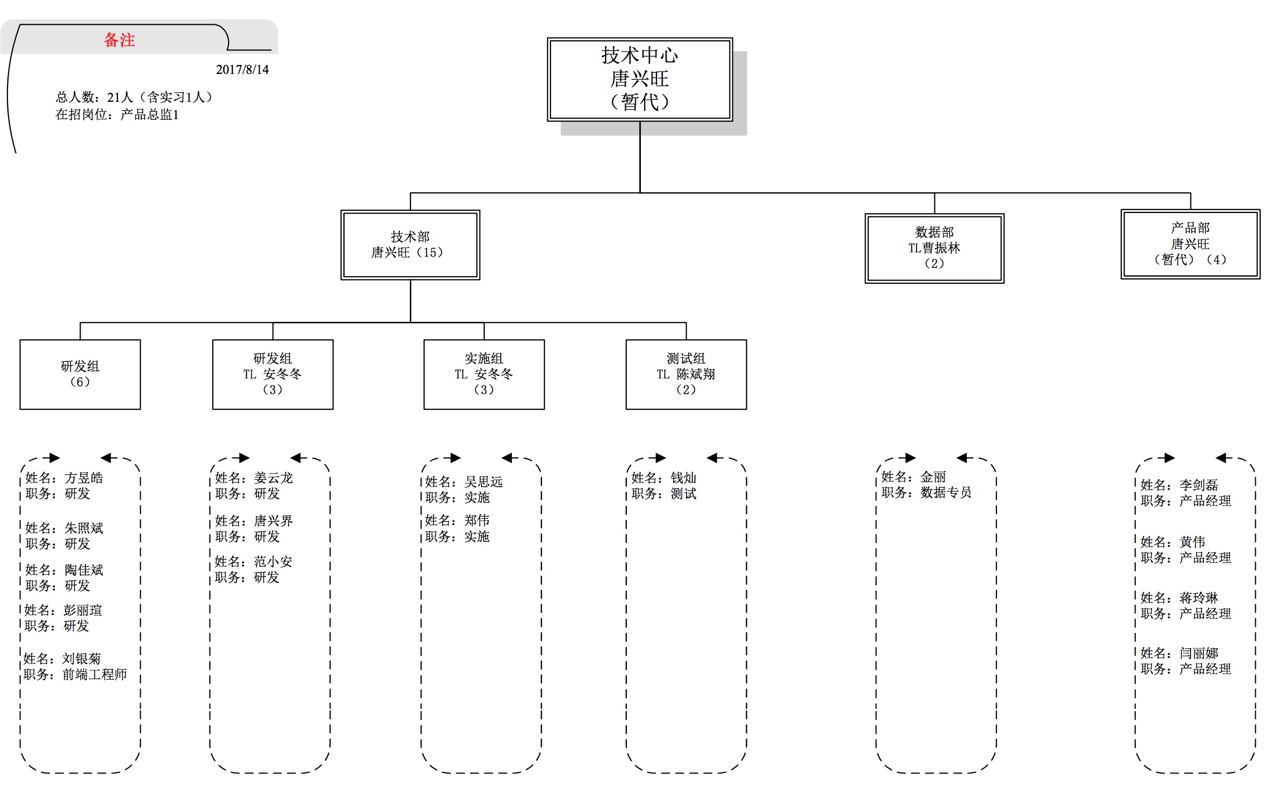 备注
2017/8/14
总人数：21人（含实习1人）
在招岗位：产品总监1
技术中心
唐兴旺
（暂代）
技术部
唐兴旺（15）
数据部
TL曹振林
（2）
产品部
唐兴旺
（暂代）（4）
研发组
（6）
研发组
TL 安冬冬
（3）
实施组
TL 安冬冬
（3）
测试组
TL 陈斌翔
（2）
姓名：方昱皓
职务：研发
姓名：朱照斌
职务：研发
姓名：陶佳斌
职务：研发
姓名：彭丽瑄
职务：研发
姓名：刘银菊
职务：前端工程师
姓名：姜云龙
职务：研发
姓名：唐兴界
职务：研发
姓名：范小安
职务：研发
姓名：吴思远
职务：实施
姓名：郑伟
职务：实施
姓名：钱灿
职务：测试
姓名：金丽
职务：数据专员
姓名：李剑磊
职务：产品经理
姓名：黄伟
职务：产品经理
姓名：蒋玲琳
职务：产品经理
姓名：闫丽娜
职务：产品经理